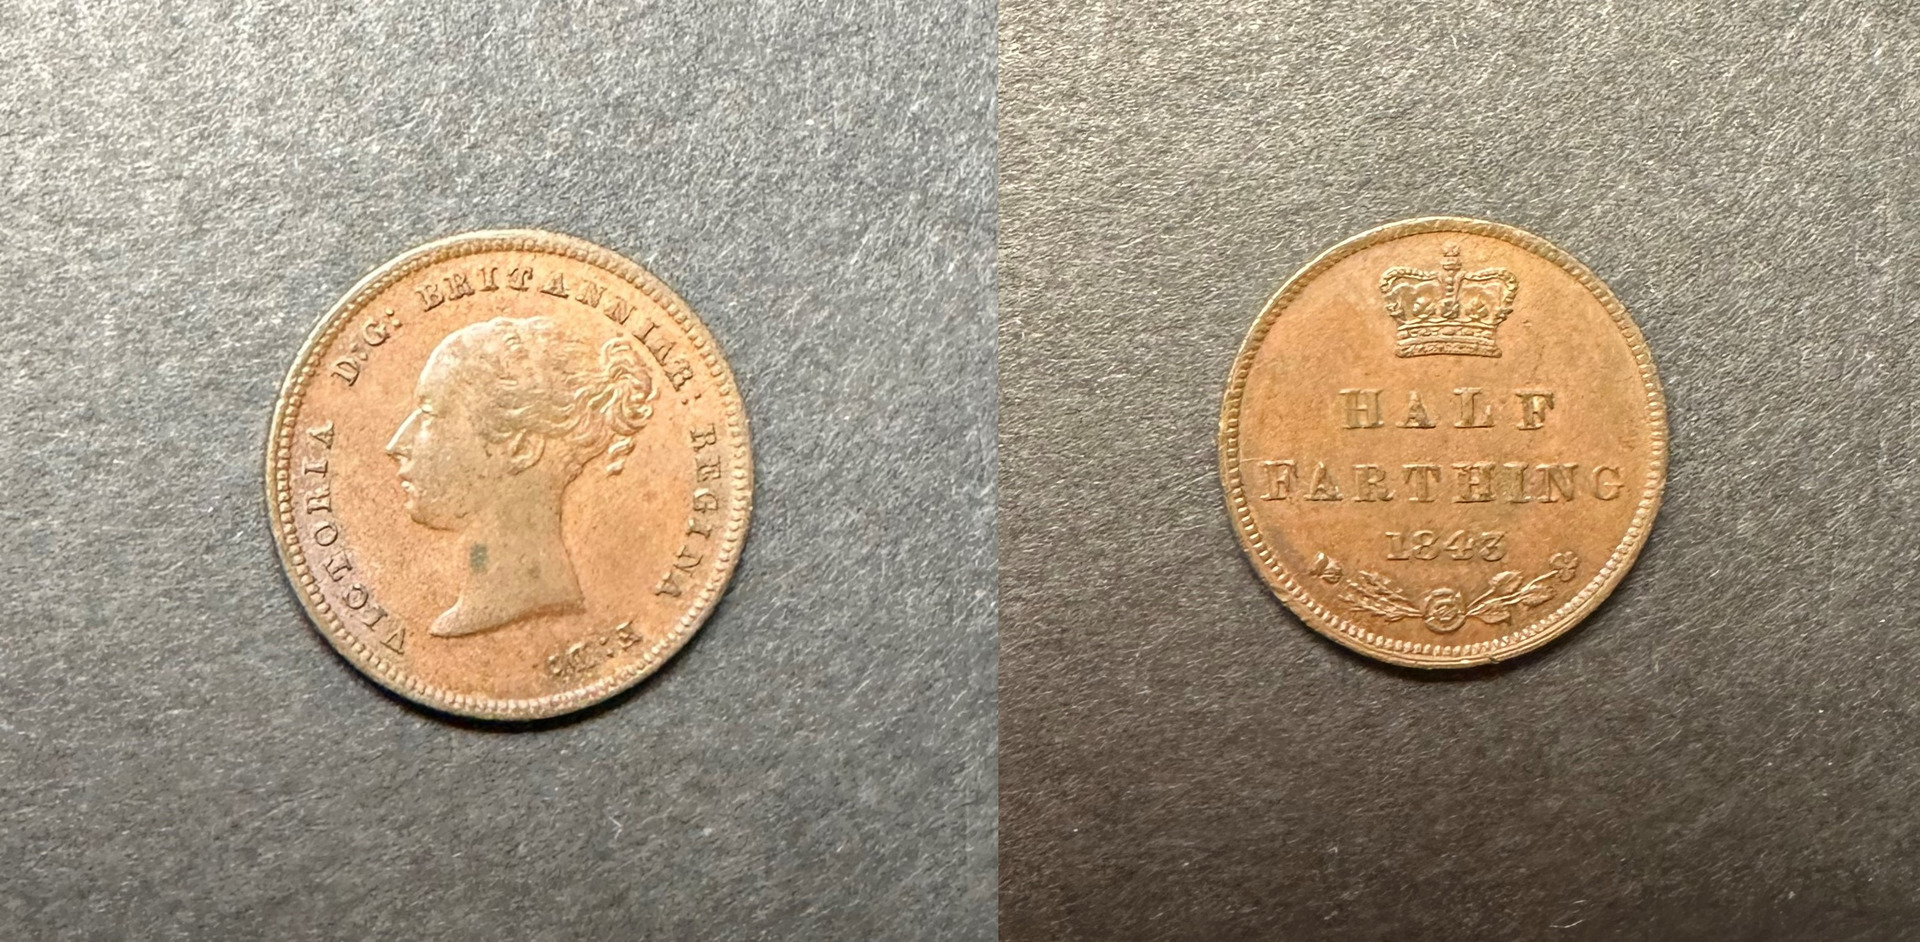 VICTORIA D:G: BRITANNIAR: REGINA F:D:
HALF
FARTHING
1843